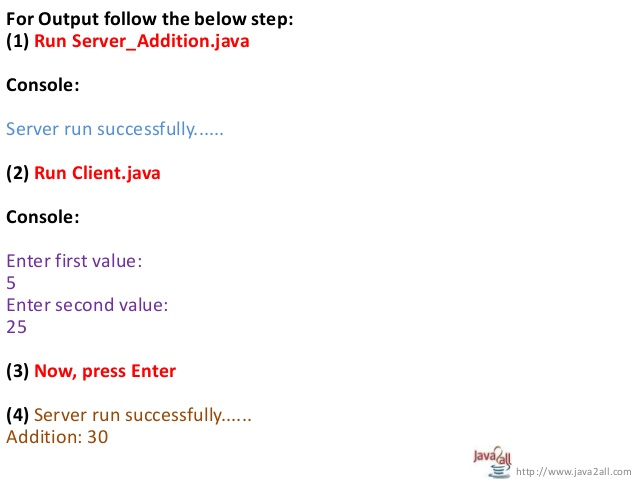 For Output follow the below step:
(1) Run Server_Addition.java
Console:
Server run successfully......
(2) Run Client.java
Console:
Enter first value:
5
Enter second value:
25
(3) Now, press Enter
(4) Server run successfully......
Addition: 30
Java2all
http://www.java2all.com